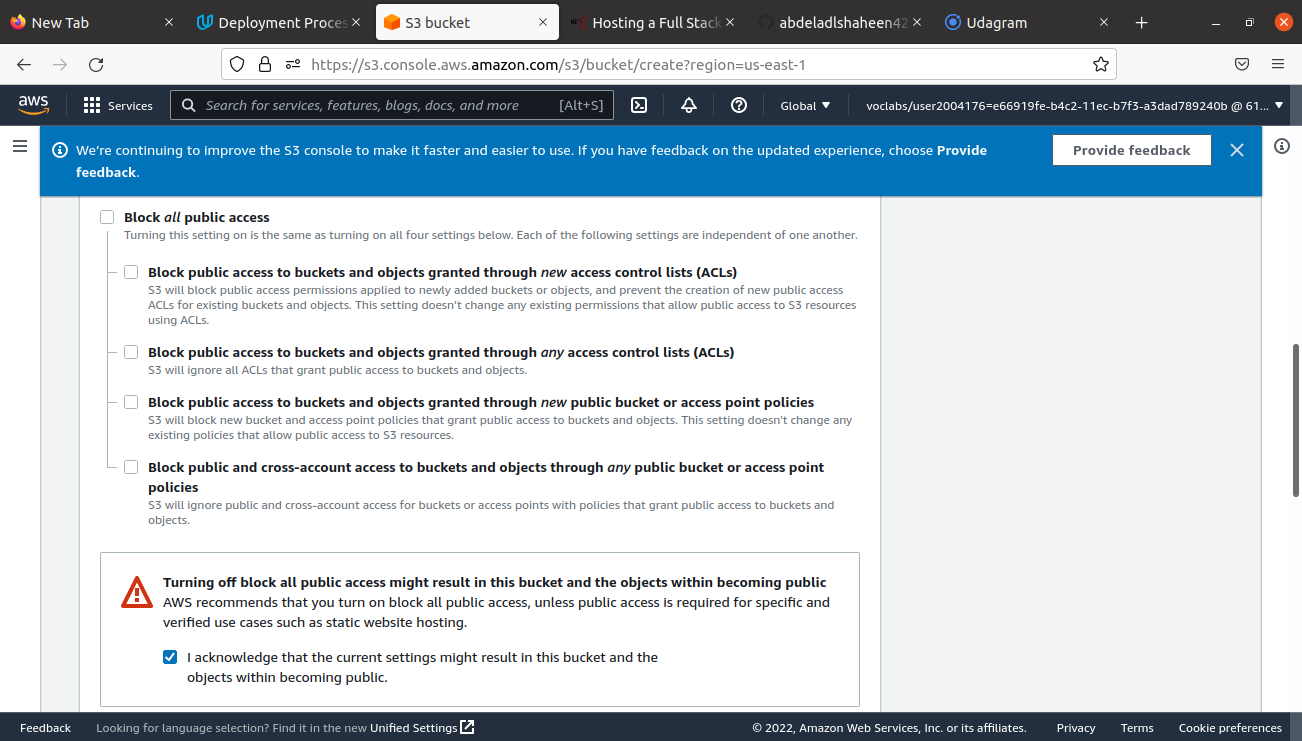 New Tab
Deployment Proces
S3 bucket
Hosting a Full Stack
abdeladlshaheen42
Udagram
https://s3.console.aws.amazon.com/s3/bucket/create?region=us-east-1
aws
Services
Search for services, features, blogs, docs, and more
[Alt+S]
Global
voclabs/user2004176=e66919fe-b4c2-11ec-b7f3-a3dad789240b @ 61...
We're continuing to improve the S3 console to make it faster and easier to use. If you have feedback on the updated experience, choose Provide
feedback.
Provide feedback
Block all public access
Turning this setting on is the same as turning on all four settings below. Each of the following settings are independent of one another.
Block public access to buckets and objects granted through new access control lists (ACLs)
S3 will block public access permissions applied to newly added buckets or objects, and prevent the creation of new public access
ACLs for existing buckets and objects. This setting doesn't change any existing permissions that allow public access to S3 resources
using ACLs.
Block public access to buckets and objects granted through any access control lists (ACLs)
S3 will ignore all ACLs that grant public access to buckets and objects.
Block public access to buckets and objects granted through new public bucket or access point policies
S3 will block new bucket and access point policies that grant public access to buckets and objects. This setting doesn't change any
existing policies that allow public access to S3 resources.
Block public and cross-account access to buckets and objects through any public bucket or access point
policies
S3 will ignore public and cross-account access for buckets or access points with policies that grant public access to buckets and
objects.
Turning off block all public access might result in this bucket and the objects within becoming public
AWS recommends that you turn on block all public access, unless public access is required for specific and
verified use cases such as static website hosting.
I acknowledge that the current settings might result in this bucket and the
objects within becoming public.
Feedback
Looking for language selection? Find it in the new Unified Settings
© 2022, Amazon Web Services, Inc. or its affiliates.
Privacy
Terms
Cookie preferences